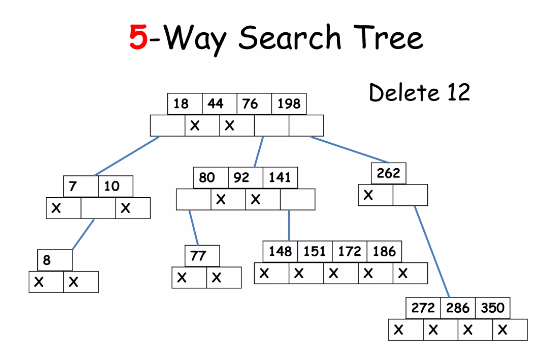 5-Way Search Tree
Delete 12
18 44 76 198
X X
7 10
X X
80 92 141
X X
262
X
8
X X
77
X X
148 151 172 186
X X X X X
272 286 350
X X X X